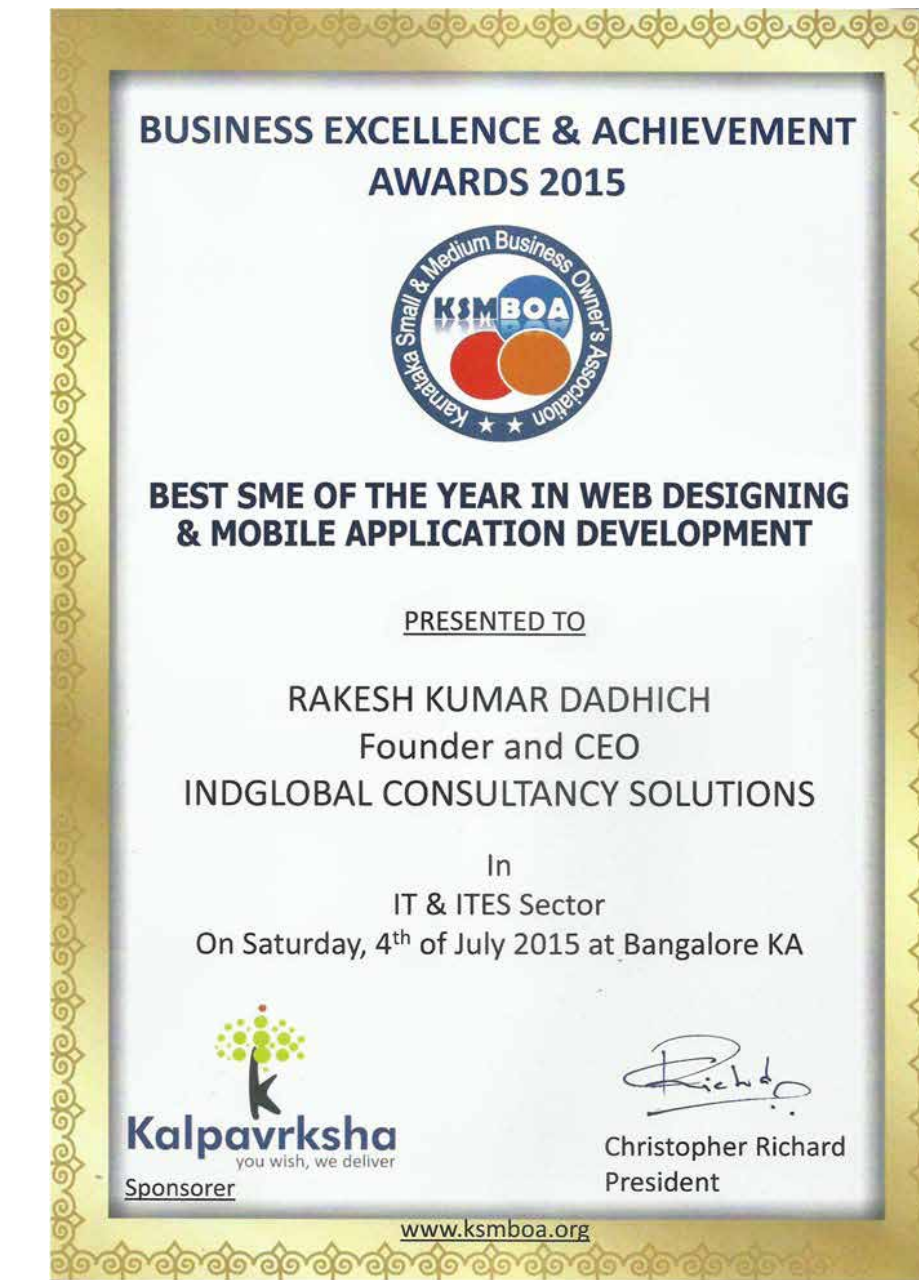 BUSINESS EXCELLENCE & ACHIEVEMENT
AWARDS 2015
Karnataka Small & Medium Business Owner's Association
KSMBOA
BEST SME OF THE YEAR IN WEB DESIGNING
& MOBILE APPLICATION DEVELOPMENT
PRESENTED TO
RAKESH KUMAR DADHICH
Founder and CEO
INDGLOBAL CONSULTANCY SOLUTIONS
In
IT & ITES Sector
On Saturday, 4th of July 2015 at Bangalore KA
k
Kalpavrksha
you wish, we deliver
Sponsorer
Richd
Christopher Richard
President
www.ksmboa.org